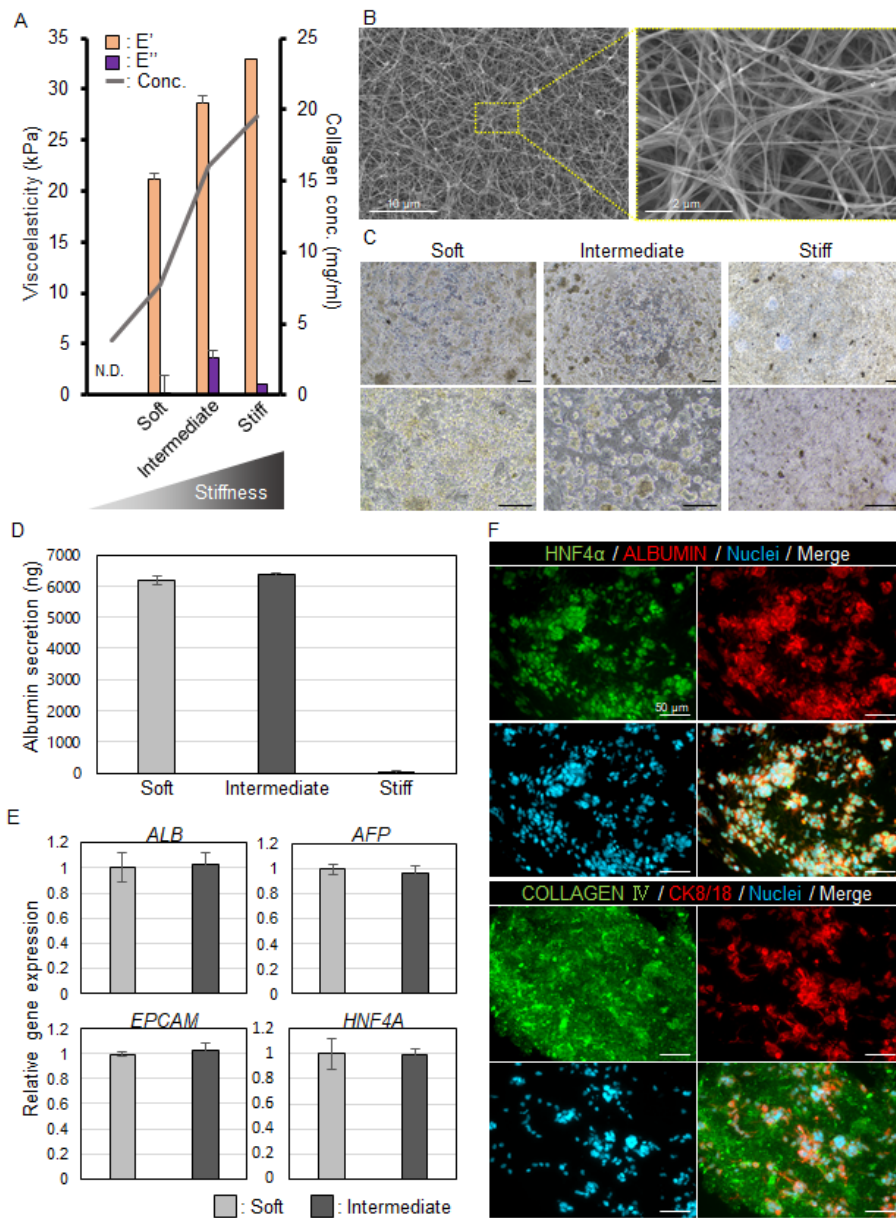 A
: E'
: E''
: Conc.
35
30
25
20
15
10
5
0
Viscoelasticity (kPa)
25
20
15
10
5
0
Collagen conc. (mg/ml)
N.D.
Soft
Intermediate
Stiff
Stiffness
B
10 μm
2 μm
C
Soft
Intermediate
Stiff
D
7000
6000
5000
4000
3000
2000
1000
0
Albumin secretion (ng)
Soft
Intermediate
Stiff
E
Relative gene expression
ALB
1.2
1
0.8
0.6
0.4
0.2
0
AFP
1.2
1
0.8
0.6
0.4
0.2
0
EPCAM
1.2
1
0.8
0.6
0.4
0.2
0
HNF4A
1.2
1
0.8
0.6
0.4
0.2
0
: Soft
: Intermediate
F
HNF4α / ALBUMIN / Nuclei / Merge
50 μm
COLLAGEN Ⅳ / CK8/18 / Nuclei / Merge